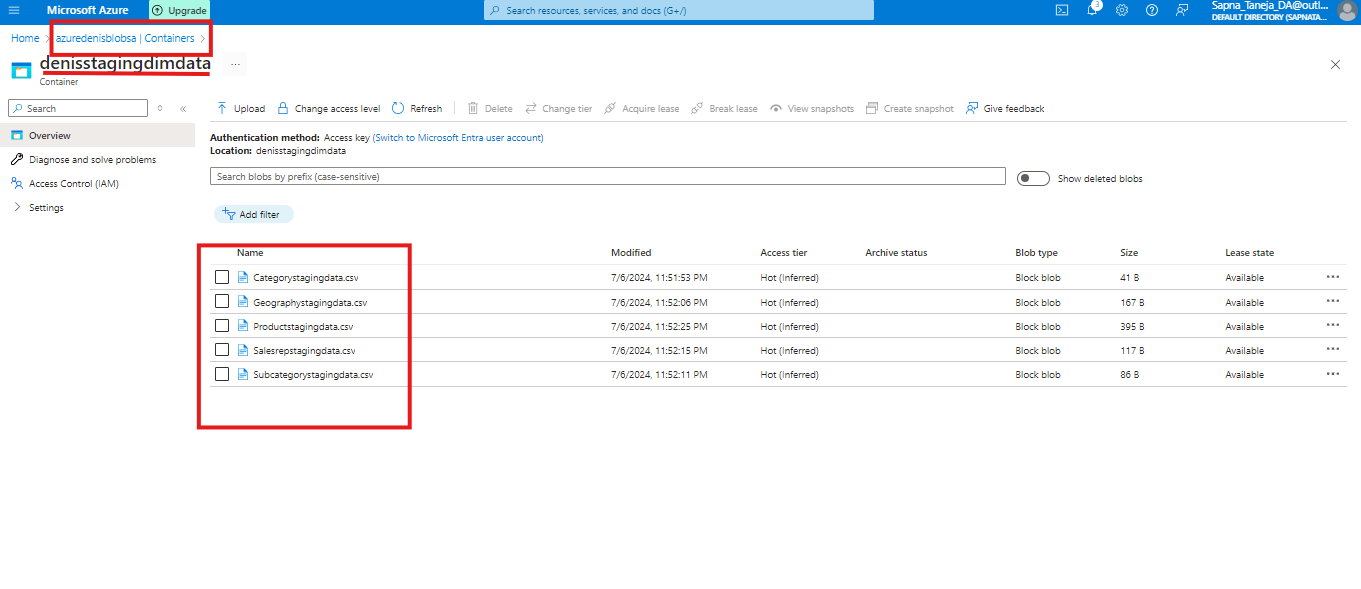 Microsoft Azure
Upgrade
Search resources, services, and docs (G+/)
3
Sapna_Taneja_DA@outl...
DEFAULT DIRECTORY (SAPNATA...
Home > azuredenisblobsa | Containers >
denisstagingdimdata
...
Container
Search
Upload Change access level Refresh Delete Change tier Acquire lease Break lease View snapshots Create snapshot Give feedback
Overview
Diagnose and solve problems
Access Control (IAM)
Settings
Authentication method: Access key (Switch to Microsoft Entra user account)
Location: denisstagingdimdata
Search blobs by prefix (case-sensitive)
Show deleted blobs
Add filter
Name Modified Access tier Archive status Blob type Size Lease state
Categorystagingdata.csv 7/6/2024, 11:51:53 PM Hot (Inferred) Block blob 41 B Available ...
Geographystagingdata.csv 7/6/2024, 11:52:06 PM Hot (Inferred) Block blob 167 B Available ...
Productstagingdata.csv 7/6/2024, 11:52:25 PM Hot (Inferred) Block blob 395 B Available ...
Salesrepstagingdata.csv 7/6/2024, 11:52:15 PM Hot (Inferred) Block blob 117 B Available ...
Subcategorystagingdata.csv 7/6/2024, 11:52:11 PM Hot (Inferred) Block blob 86 B Available ...